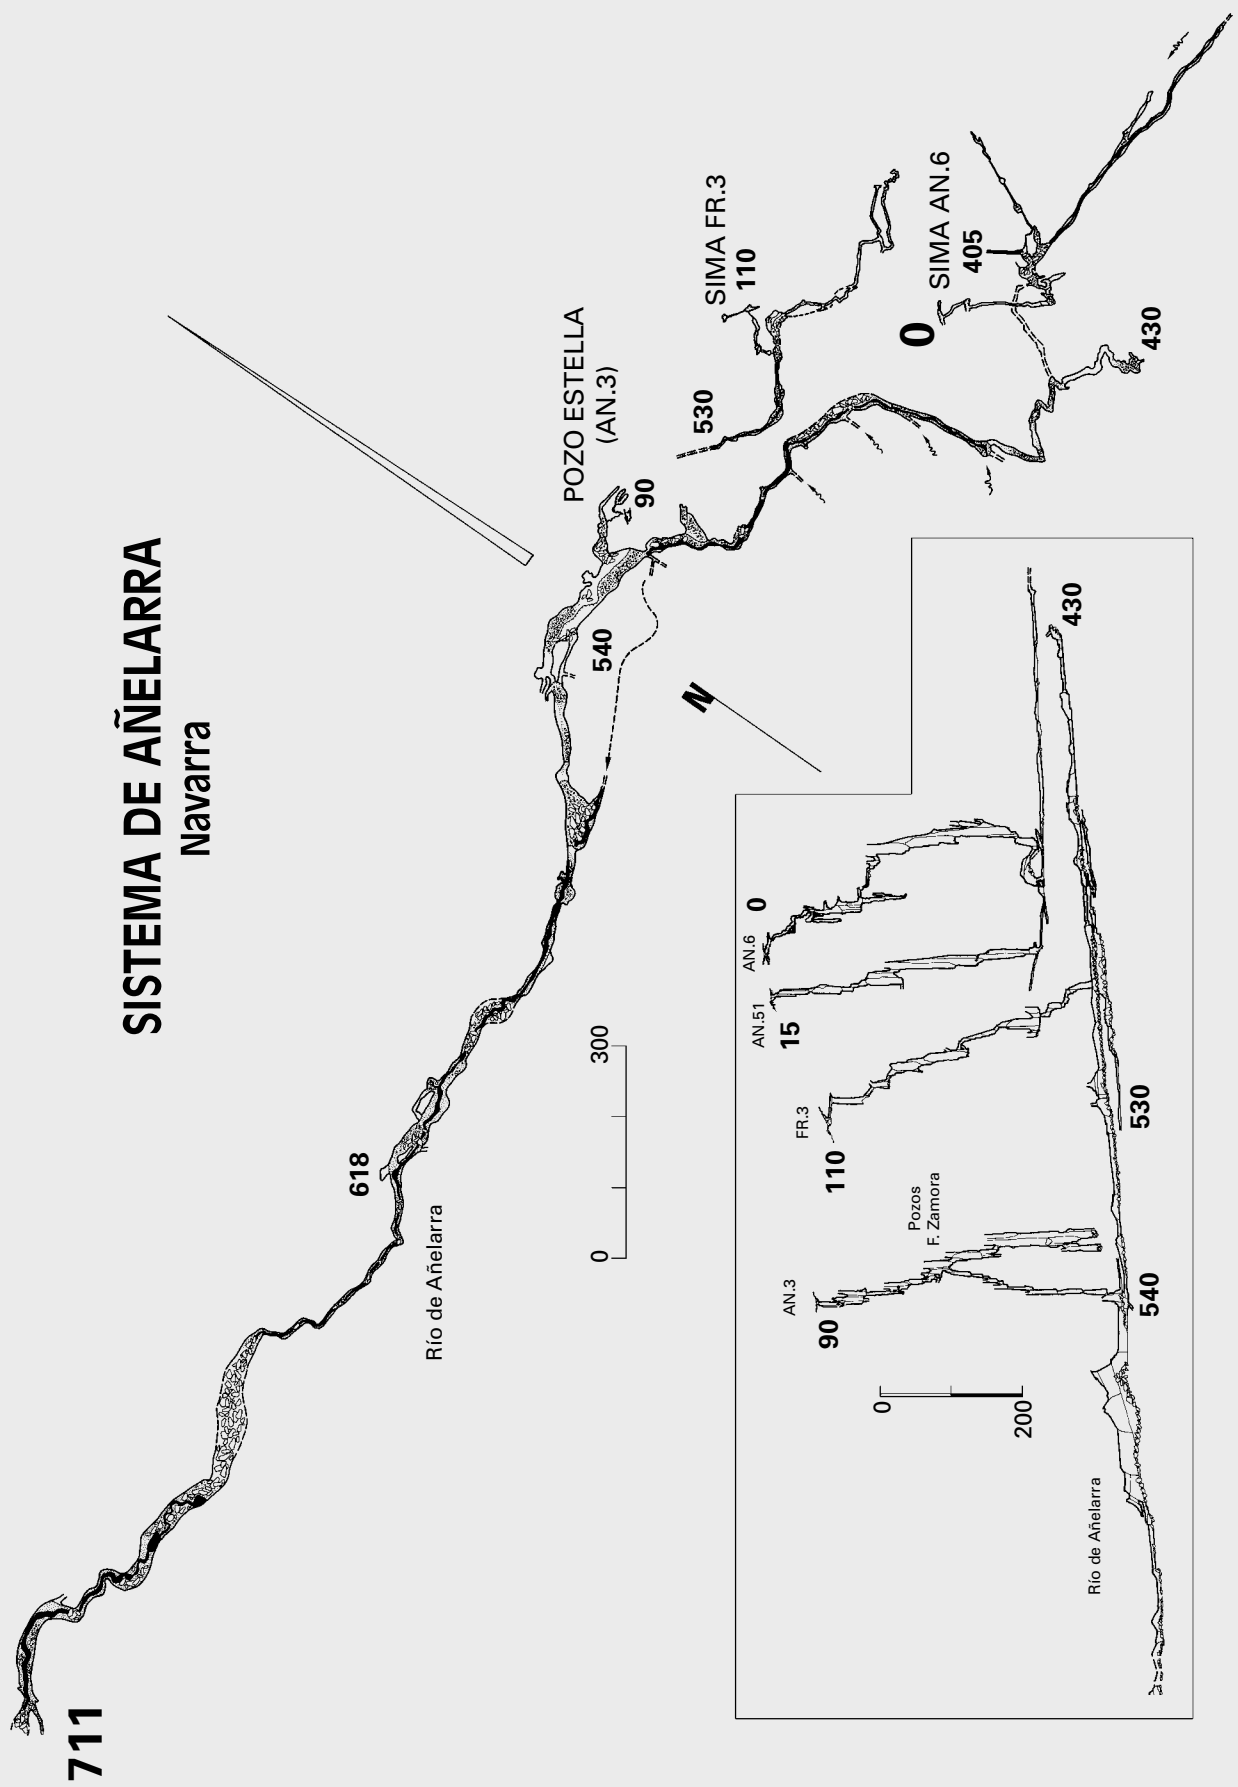 SISTEMA DE AÑELARRA
Navarra
POZO ESTELLA
(AN.3)
90
SIMA FR.3
110
530
SIMA AN.6
405
0
430
540
N
618
Río de Añelarra
0
300
711
AN.6
0
AN.51
15
FR.3
110
Pozos
F. Zamora
AN.3
90
0
200
430
530
540
Río de Añelarra